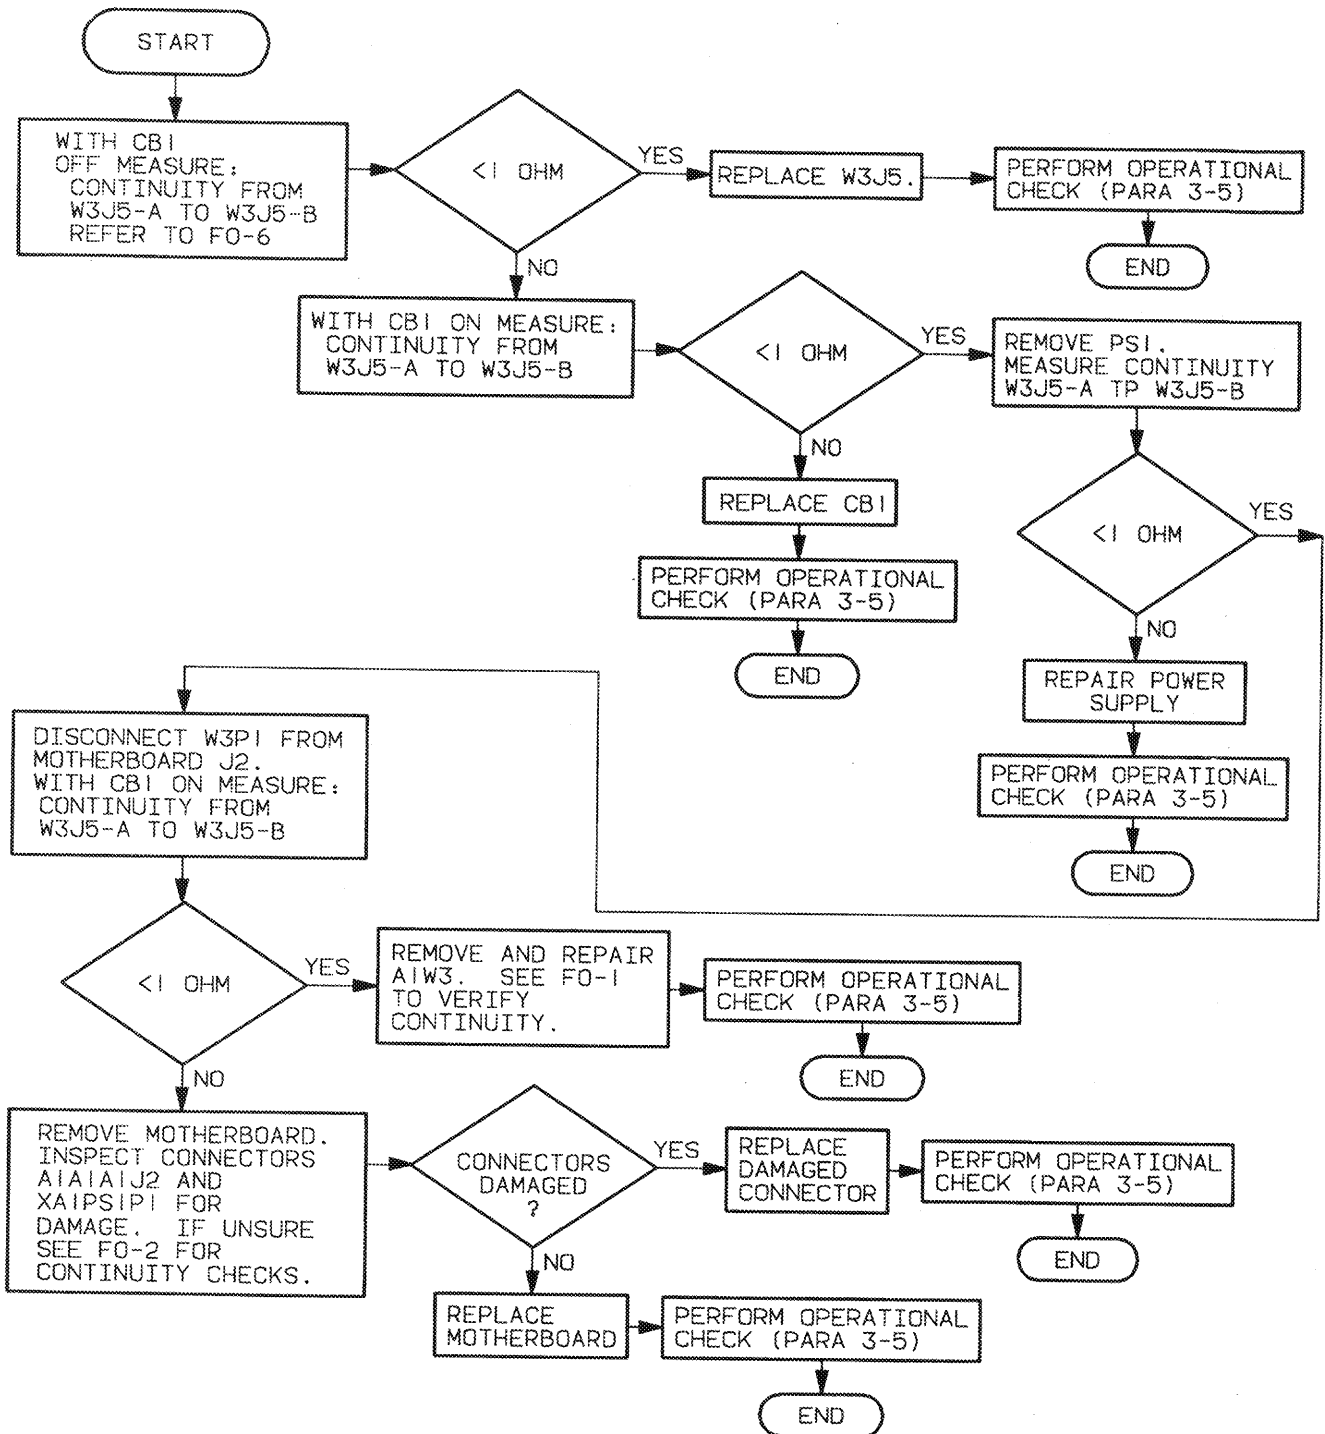 START
WITH CB1
OFF MEASURE:
CONTINUITY FROM
W3J5-A TO W3J5-B
REFER TO FO-6
<1 OHM
YES
REPLACE W3J5.
PERFORM OPERATIONAL
CHECK (PARA 3-5)
END
NO
WITH CB1 ON MEASURE:
CONTINUITY FROM
W3J5-A TO W3J5-B
<1 OHM
YES
REMOVE PS1.
MEASURE CONTINUITY
W3J5-A TP W3J5-B
NO
REPLACE CB1
PERFORM OPERATIONAL
CHECK (PARA 3-5)
END
<1 OHM
YES
NO
REPAIR POWER
SUPPLY
PERFORM OPERATIONAL
CHECK (PARA 3-5)
END
DISCONNECT W3P1 FROM
MOTHERBOARD J2.
WITH CB1 ON MEASURE:
CONTINUITY FROM
W3J5-A TO W3J5-B
<1 OHM
YES
REMOVE AND REPAIR
A1W3. SEE FO-1
TO VERIFY
CONTINUITY.
PERFORM OPERATIONAL
CHECK (PARA 3-5)
END
NO
REMOVE MOTHERBOARD.
INSPECT CONNECTORS
A1A1A1J2 AND
XA1PS1P1 FOR
DAMAGE. IF UNSURE
SEE FO-2 FOR
CONTINUITY CHECKS.
CONNECTORS
DAMAGED
?
YES
REPLACE
DAMAGED
CONNECTOR
PERFORM OPERATIONAL
CHECK (PARA 3-5)
END
NO
REPLACE
MOTHERBOARD
PERFORM OPERATIONAL
CHECK (PARA 3-5)
END